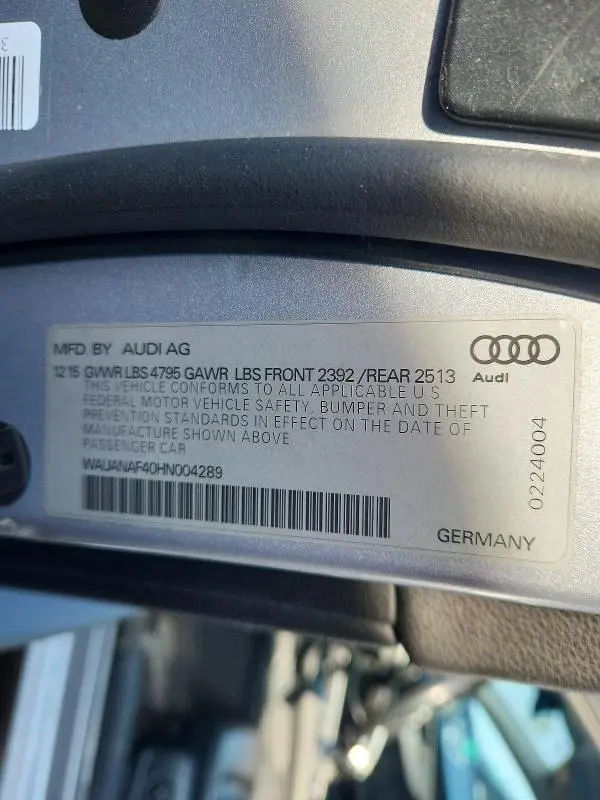 3
MFD BY AUDI AG
12 15 GVWR LBS 4795 GAWR LBS FRONT 2392 /REAR 2513
Audi
THIS VEHICLE CONFORMS TO ALL APPLICABLE U S
FEDERAL MOTOR VEHICLE SAFETY, BUMPER AND THEFT
PREVENTION STANDARDS IN EFFECT ON THE DATE OF
MANUFACTURE SHOWN ABOVE
PASSENGER CAR
WAUANAF40HN004289
0224004
GERMANY